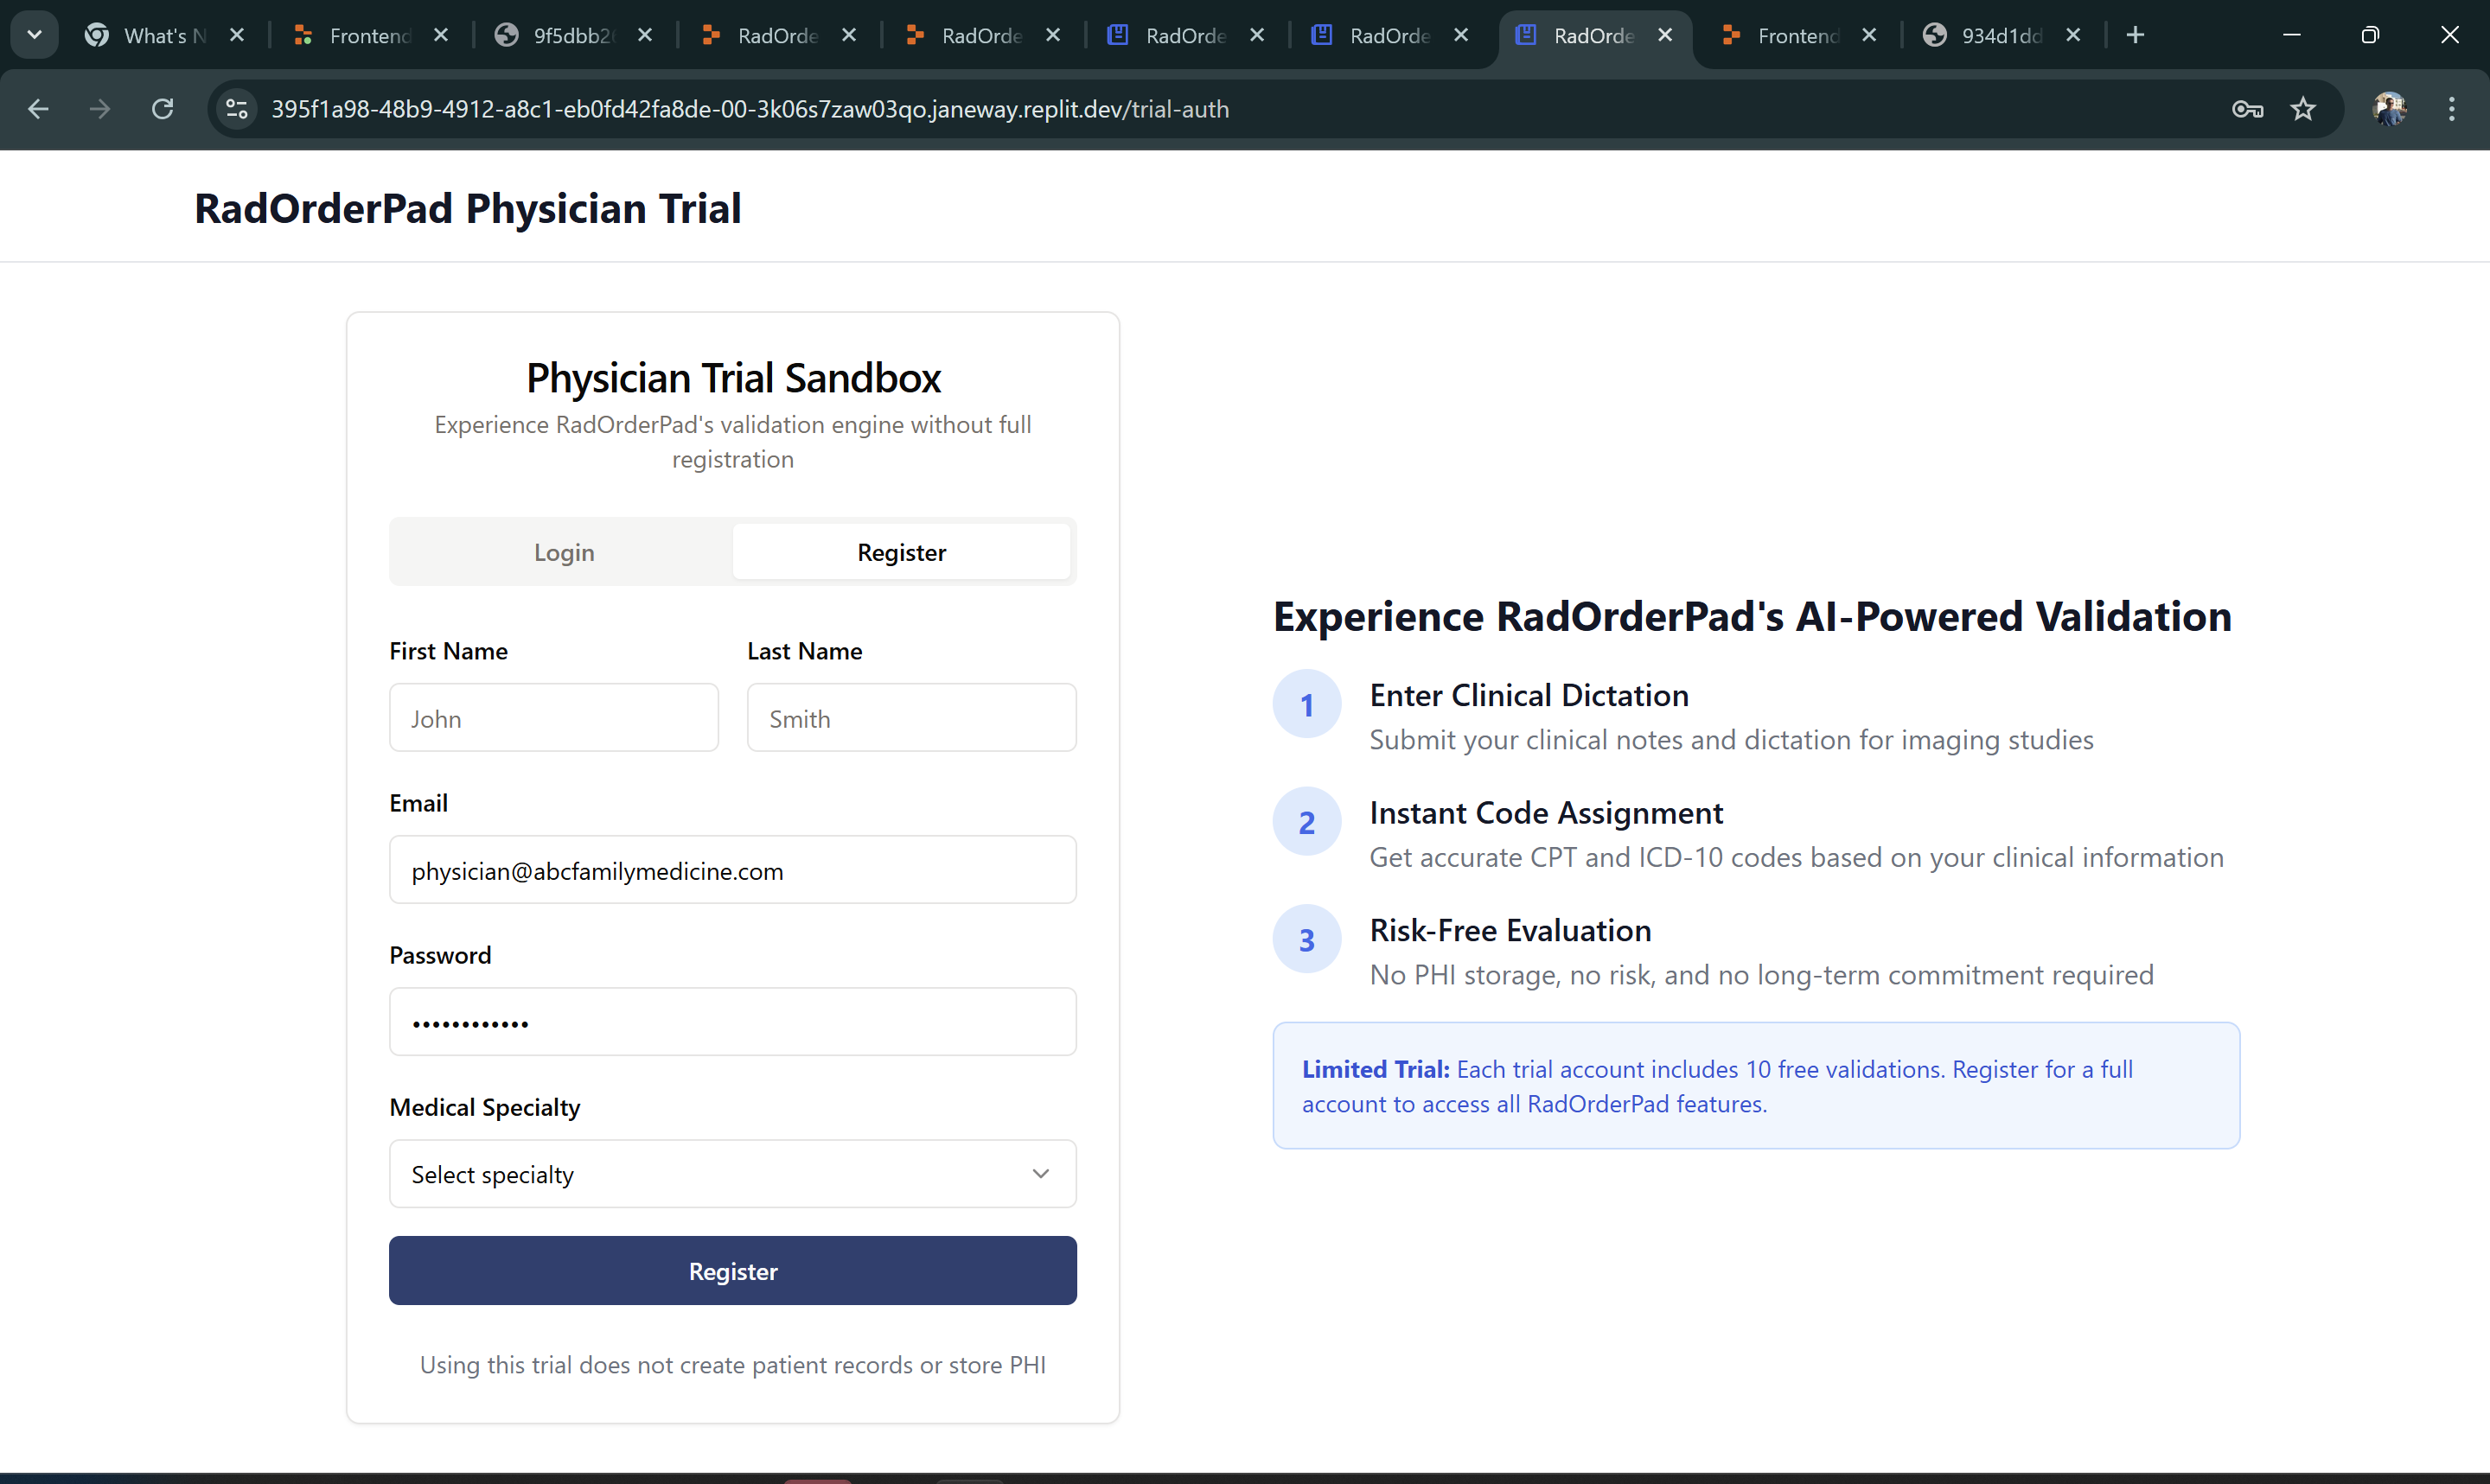 What's N
Frontend
9f5dbb2
RadOrde
RadOrde
RadOrde
RadOrde
RadOrde
Frontend
934d1dd
395f1a98-48b9-4912-a8c1-eb0fd42fa8de-00-3k06s7zaw03qo.janeway.replit.dev/trial-auth
RadOrderPad Physician Trial
Physician Trial Sandbox
Experience RadOrderPad's validation engine without full
registration
Login
Register
First Name
Last Name
John
Smith
Email
physician@abcfamilymedicine.com
Password
••••••••••••
Medical Specialty
Select specialty
Register
Using this trial does not create patient records or store PHI
Experience RadOrderPad's AI-Powered Validation
1
Enter Clinical Dictation
Submit your clinical notes and dictation for imaging studies
2
Instant Code Assignment
Get accurate CPT and ICD-10 codes based on your clinical information
3
Risk-Free Evaluation
No PHI storage, no risk, and no long-term commitment required
Limited Trial: Each trial account includes 10 free validations. Register for a full
account to access all RadOrderPad features.